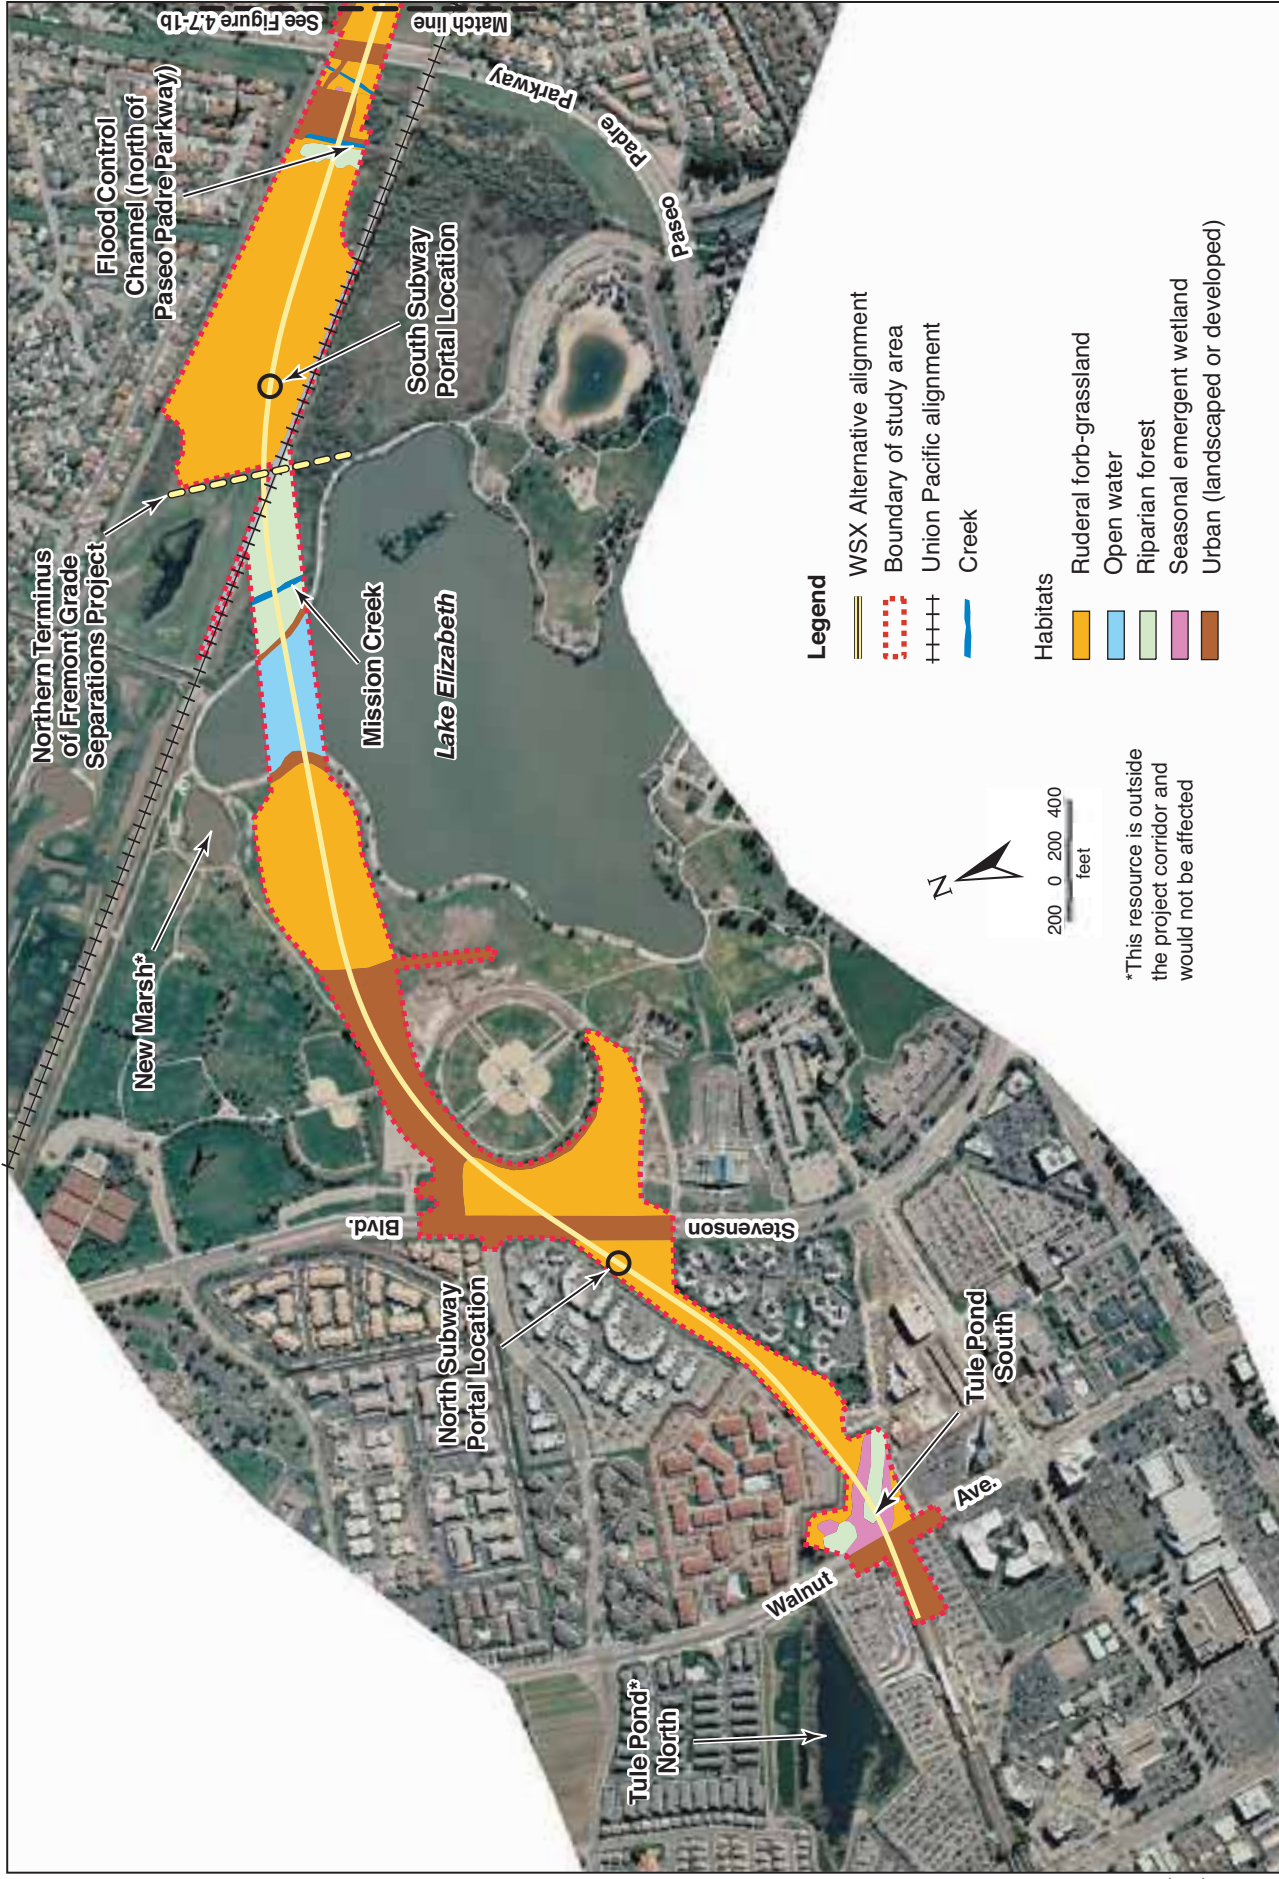 See Figure 4.7-1b
Match line
Flood Control
Channel (north of
Paseo Padre Parkway)
Parkway
Padre
Paseo
South Subway
Portal Location
Northern Terminus
of Fremont Grade
Separations Project
Mission Creek
Lake Elizabeth
New Marsh*
Blvd.
Stevenson
North Subway
Portal Location
Tule Pond
South
Ave.
Walnut
Tule Pond*
North
Legend
WSX Alternative alignment
Boundary of study area
Union Pacific alignment
Creek
Habitats
Ruderal forb-grassland
Open water
Riparian forest
Seasonal emergent wetland
Urban (landscaped or developed)
N
200 0 200 400
feet
*This resource is outside
the project corridor and
would not be affected